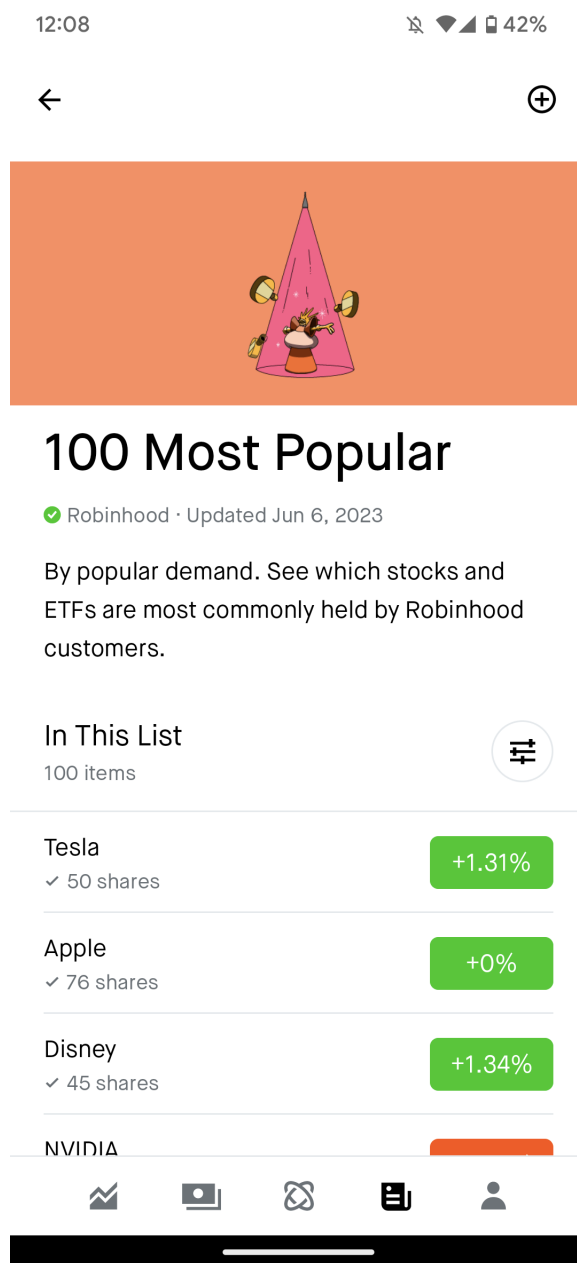 12:08
42%
100 Most Popular
Robinhood · Updated Jun 6, 2023
By popular demand. See which stocks and
ETFs are most commonly held by Robinhood
customers.
In This List
100 items
Tesla
50 shares
+1.31%
Apple
76 shares
+0%
Disney
45 shares
+1.34%
NVIDIA